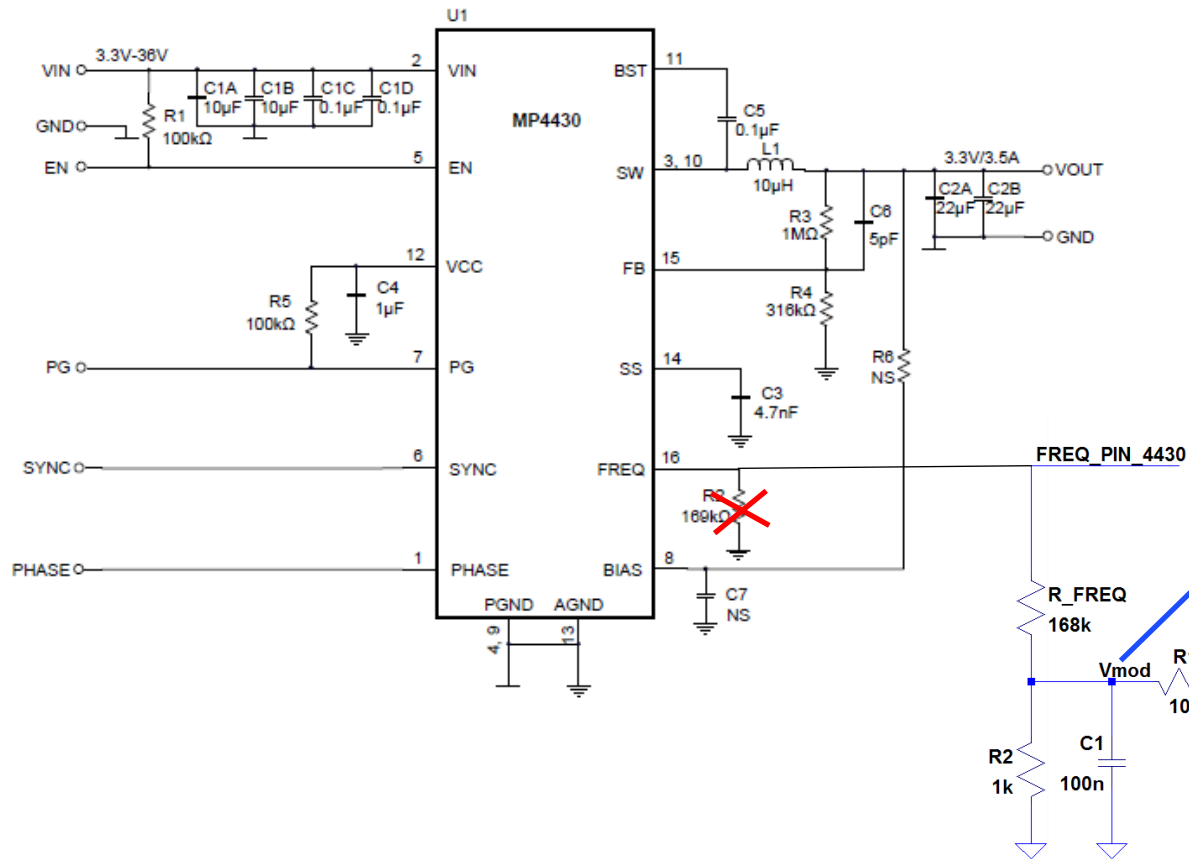 U1
MP4430
3.3V-36V
VIN
GND
EN
R1
100kΩ
C1A
10µF
C1B
10µF
C1C
0.1µF
C1D
0.1µF
2
VIN
5
EN
12
VCC
R5
100kΩ
C4
1µF
PG
7
PG
SYNC
6
SYNC
PHASE
1
PHASE
PGND
AGND
4, 9
13
BST
11
C5
0.1µF
SW
3, 10
L1
10µH
3.3V/3.5A
VOUT
C2A
22µF
C2B
22µF
GND
R3
1MΩ
C6
5pF
FB
15
R4
316kΩ
R6
NS
SS
14
C3
4.7nF
FREQ
16
R2
169kΩ
BIAS
8
C7
NS
FREQ_PIN_4430
R_FREQ
168k
Vmod
R2
1k
C1
100n